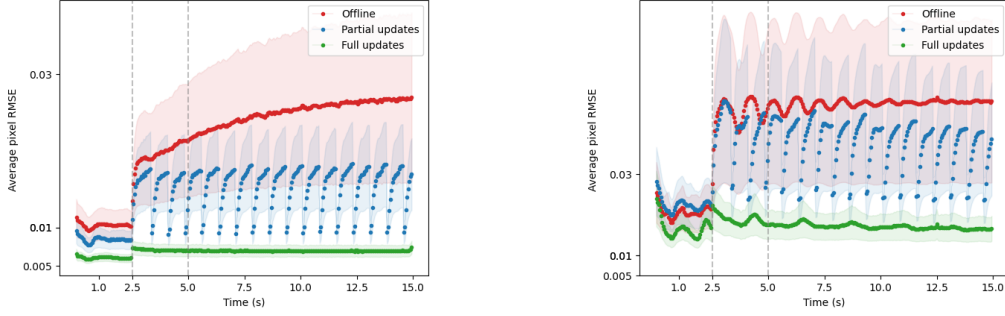 Offline
Partial updates
Full updates
0.03
0.01
0.005
Average pixel RMSE
1.0 2.5 5.0 7.5 10.0 12.5 15.0
Time (s)
Offline
Partial updates
Full updates
0.03
0.01
0.01
0.005
Average pixel RMSE
1.0 2.5 5.0 7.5 10.0 12.5 15.0
Time (s)